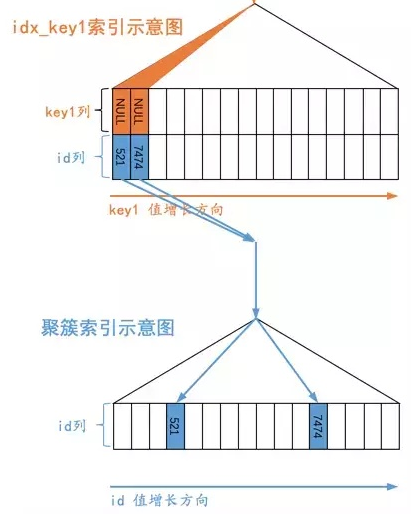 idx_key1索引示意图
key1列
NULL
NULL
id列
521
7474
key1 值增长方向
聚簇索引示意图
id列
521
7474
id 值增长方向